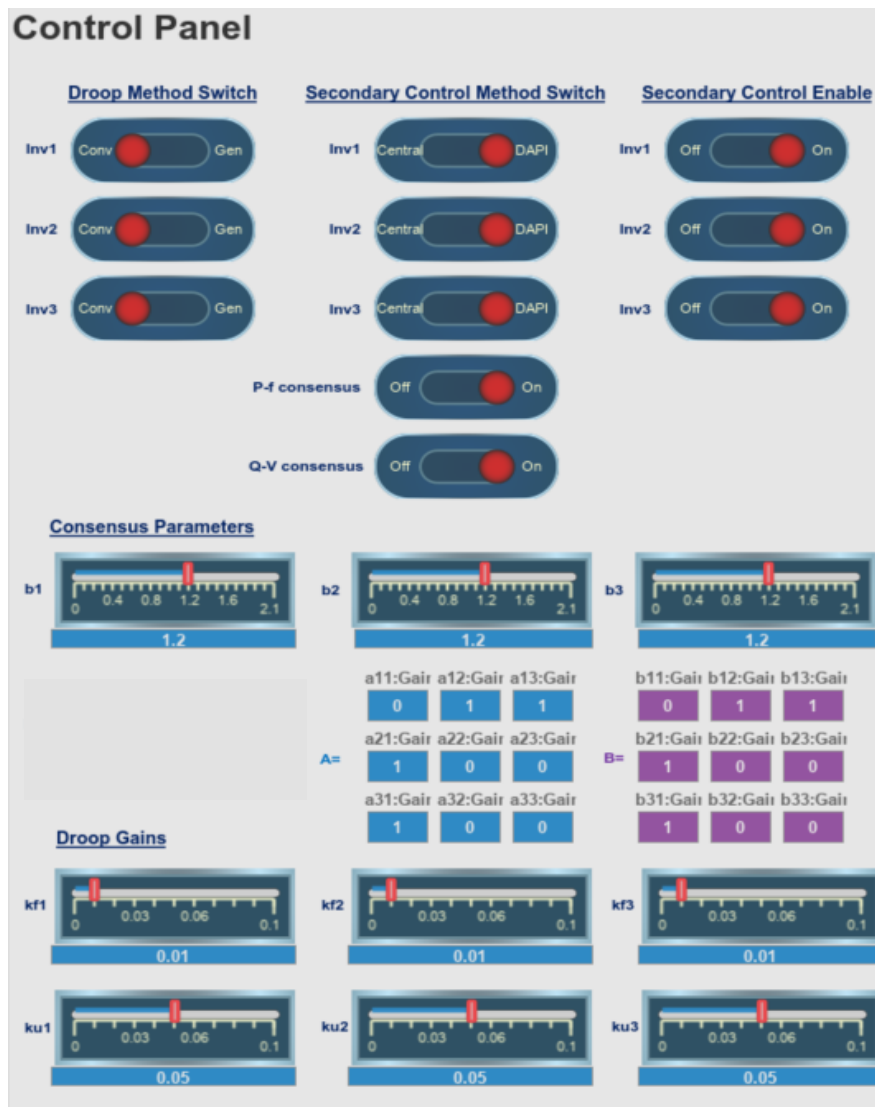 Control Panel
Droop Method Switch Secondary Control Method Switch Secondary Control Enable
Inv1 Conv Gen Inv1 Central DAPI Inv1 Off On
Inv2 Conv Gen Inv2 Central DAPI Inv2 Off On
Inv3 Conv Gen Inv3 Central DAPI Inv3 Off On
P-f consensus Off On
Q-V consensus Off On
Consensus Parameters
b1 0 0.4 0.8 1.2 1.6 2.1 b2 0 0.4 0.8 1.2 1.6 2.1 b3 0 0.4 0.8 1.2 1.6 2.1
1.2 1.2 1.2
a11:Gair a12:Gair a13:Gair b11:Gair b12:Gair b13:Gair
0 1 1 0 1 1
a21:Gair a22:Gair a23:Gair b21:Gair b22:Gair b23:Gair
A= 1 0 0 B= 1 0 0
a31:Gair a32:Gair a33:Gair b31:Gair b32:Gair b33:Gair
1 0 0 1 0 0
Droop Gains
kf1 0 0.03 0.06 0.1 kf2 0 0.03 0.06 0.1 kf3 0 0.03 0.06 0.1
0.01 0.01 0.01
ku1 0 0.03 0.06 0.1 ku2 0 0.03 0.06 0.1 ku3 0 0.03 0.06 0.1
0.05 0.05 0.05